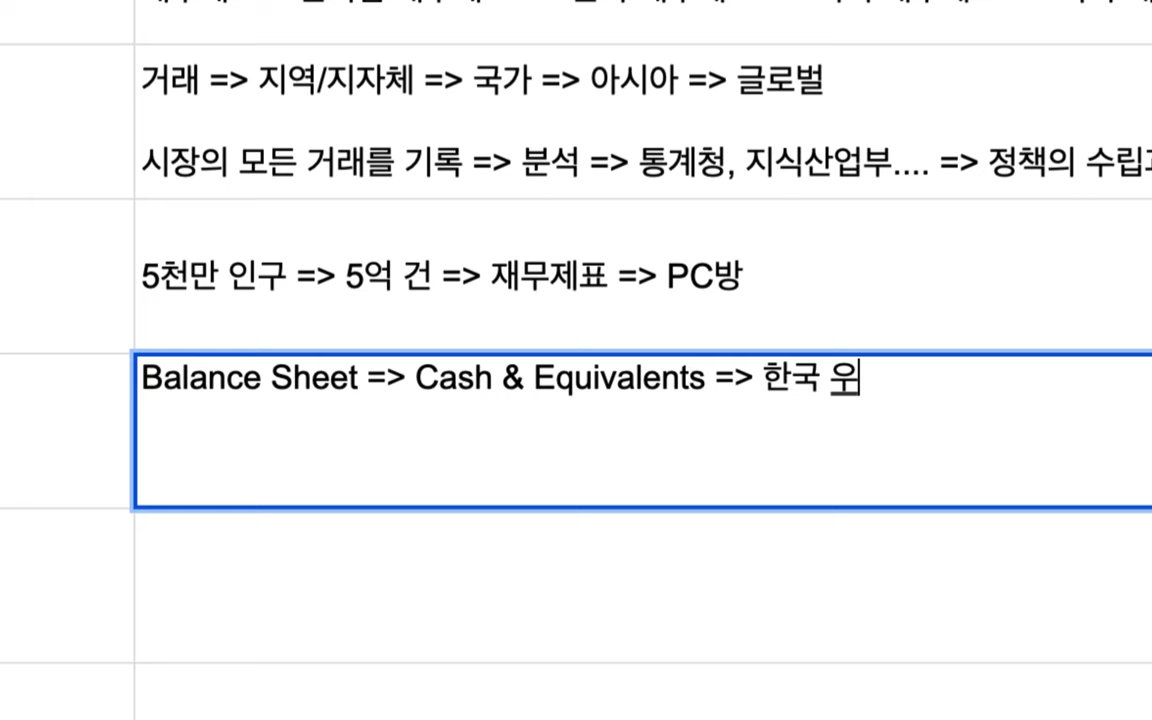 거래 => 지역/지자체 => 국가 => 아시아 => 글로벌
시장의 모든 거래를 기록 => 분석 => 통계청, 지식산업부.... => 정책의 수립
5천만 인구 => 5억 건 => 재무제표 => PC방
Balance Sheet => Cash & Equivalents => 한국 우